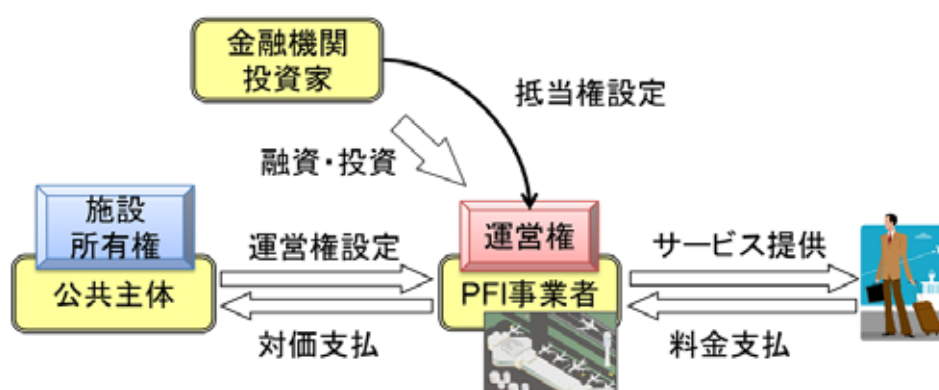 金融機関
投資家
抵当権設定
融資・投資
施設
所有権
運営権設定
運営権
サービス提供
公共主体
PFI事業者
対価支払
料金支払